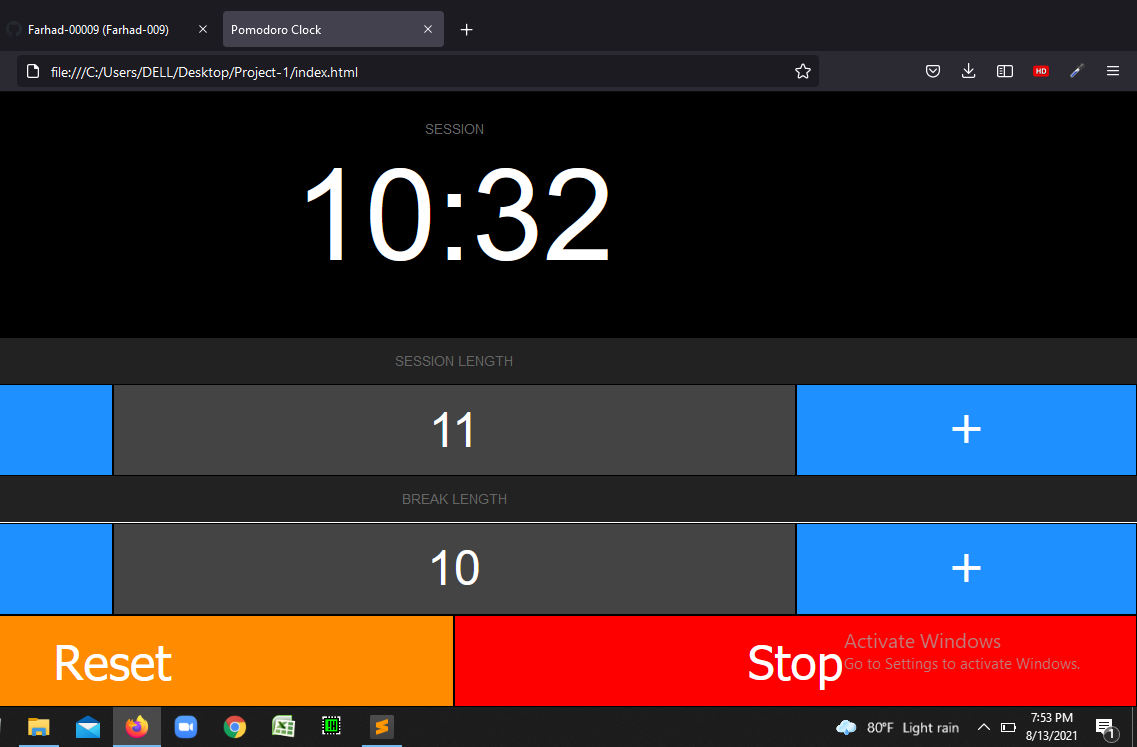 Farhad-00009 (Farhad-009)
Pomodoro Clock
file:///C:/Users/DELL/Desktop/Project-1/index.html
HD
SESSION
10:32
SESSION LENGTH
11
+
BREAK LENGTH
10
+
Reset
Stop
Activate Windows
Go to Settings to activate Windows.
80°F Light rain
7:53 PM
8/13/2021
1